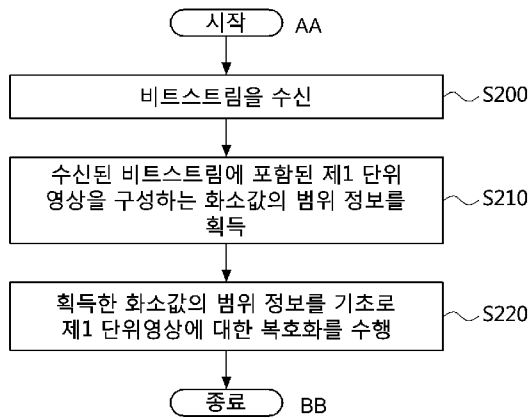 시작 AA
비트스트림을 수신 S200
수신된 비트스트림에 포함된 제1 단위
영상을 구성하는 화소값의 범위 정보를 S210
획득
획득한 화소값의 범위 정보를 기초로
제1 단위영상에 대한 복호화를 수행 S220
종료 BB